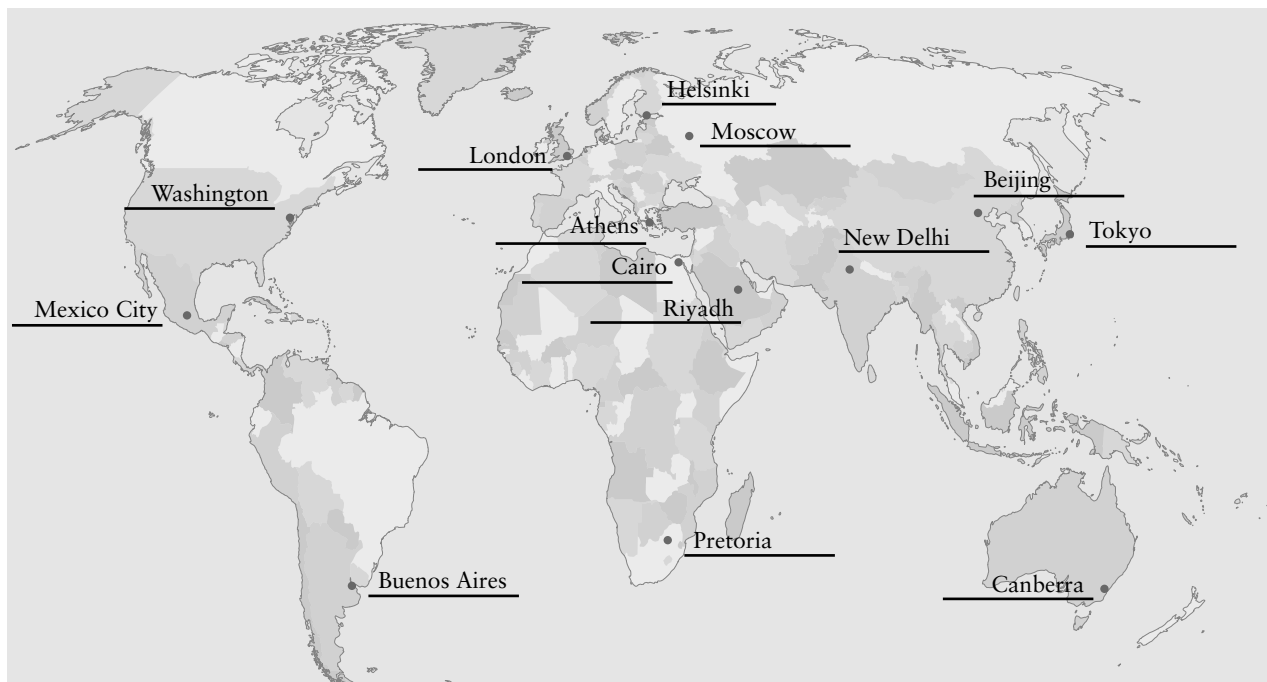 Helsinki
Moscow
London
Washington
Beijing
Athens
Tokyo
New Delhi
Cairo
Mexico City
Riyadh
Pretoria
Buenos Aires
Canberra